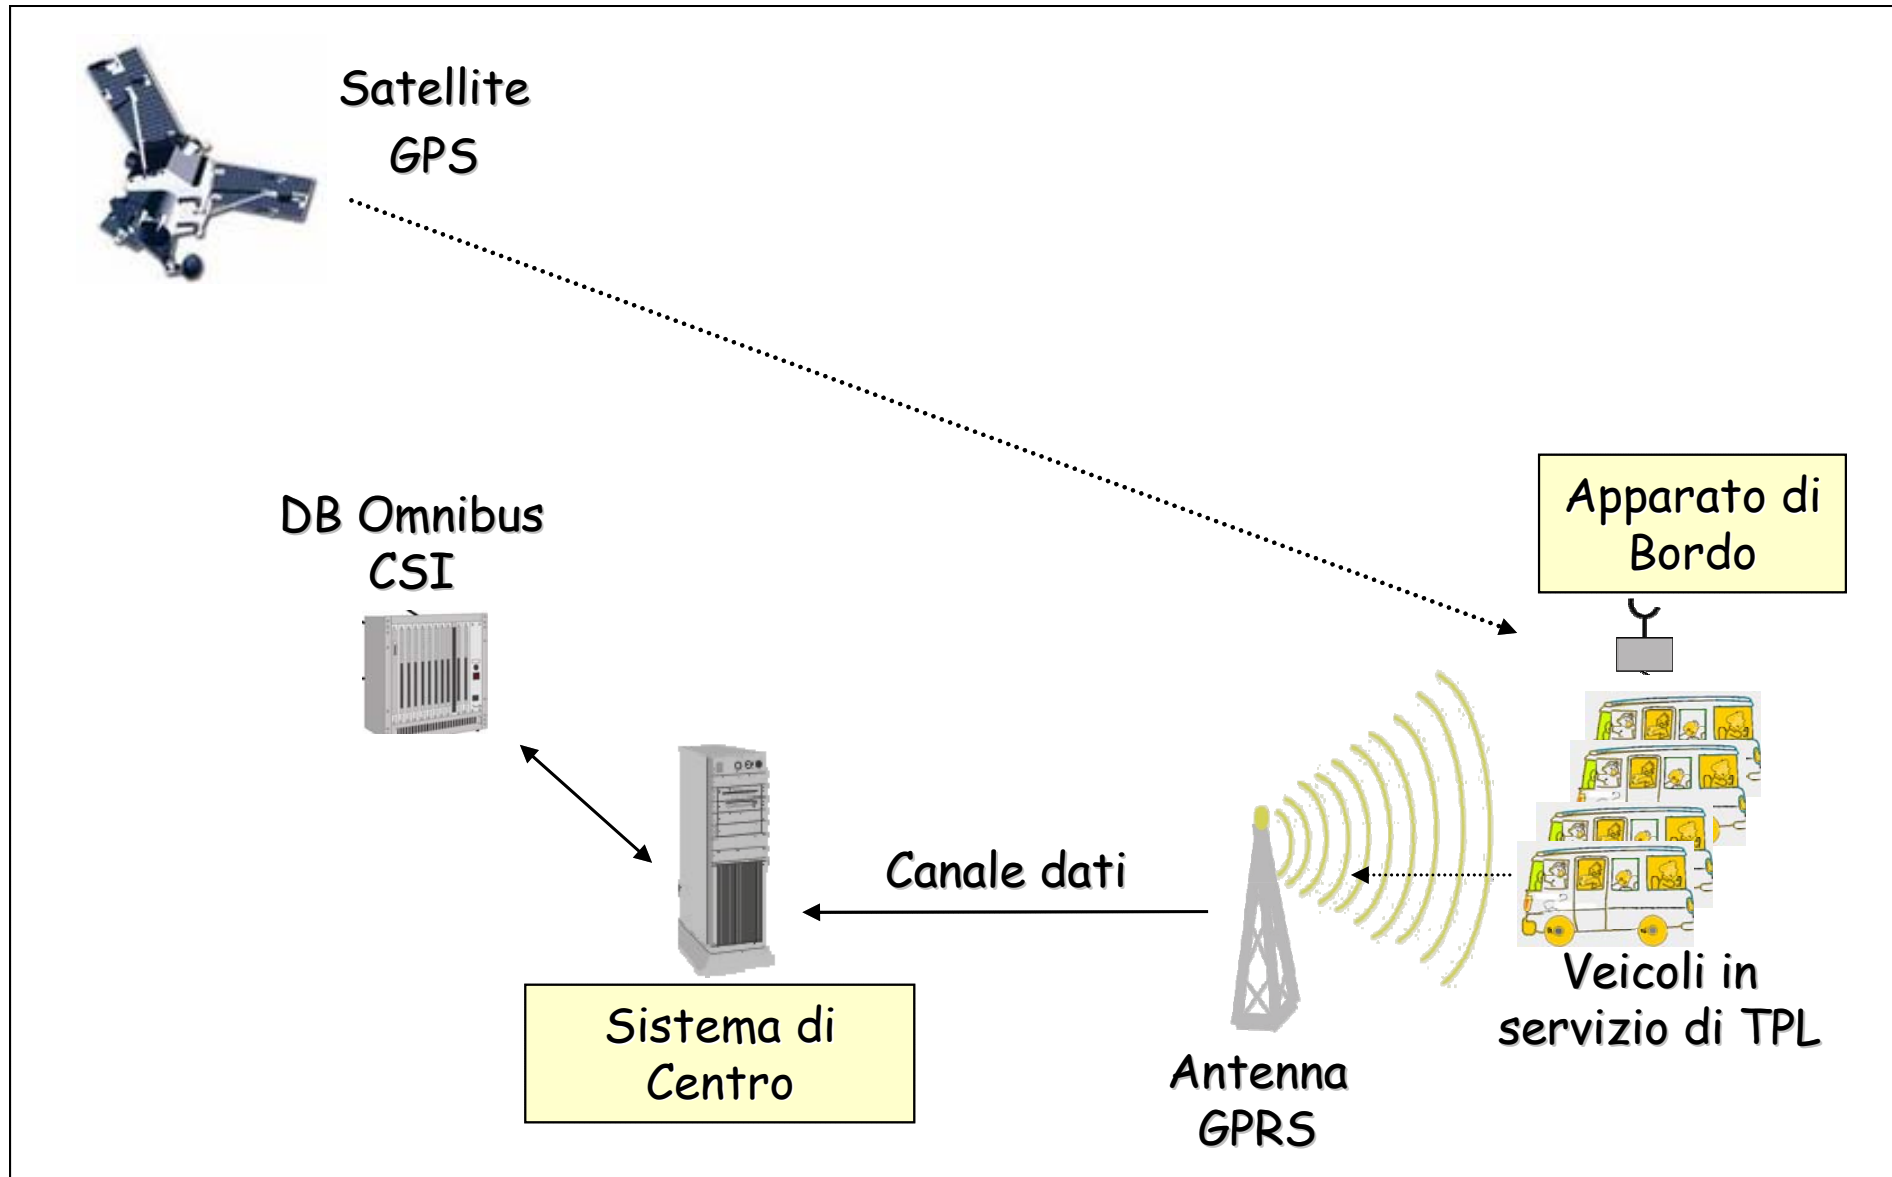 Satellite
GPS
DB Omnibus
CSI
Apparato di
Bordo
Canale dati
Sistema di
Centro
Antenna
GPRS
Veicoli in
servizio di TPL